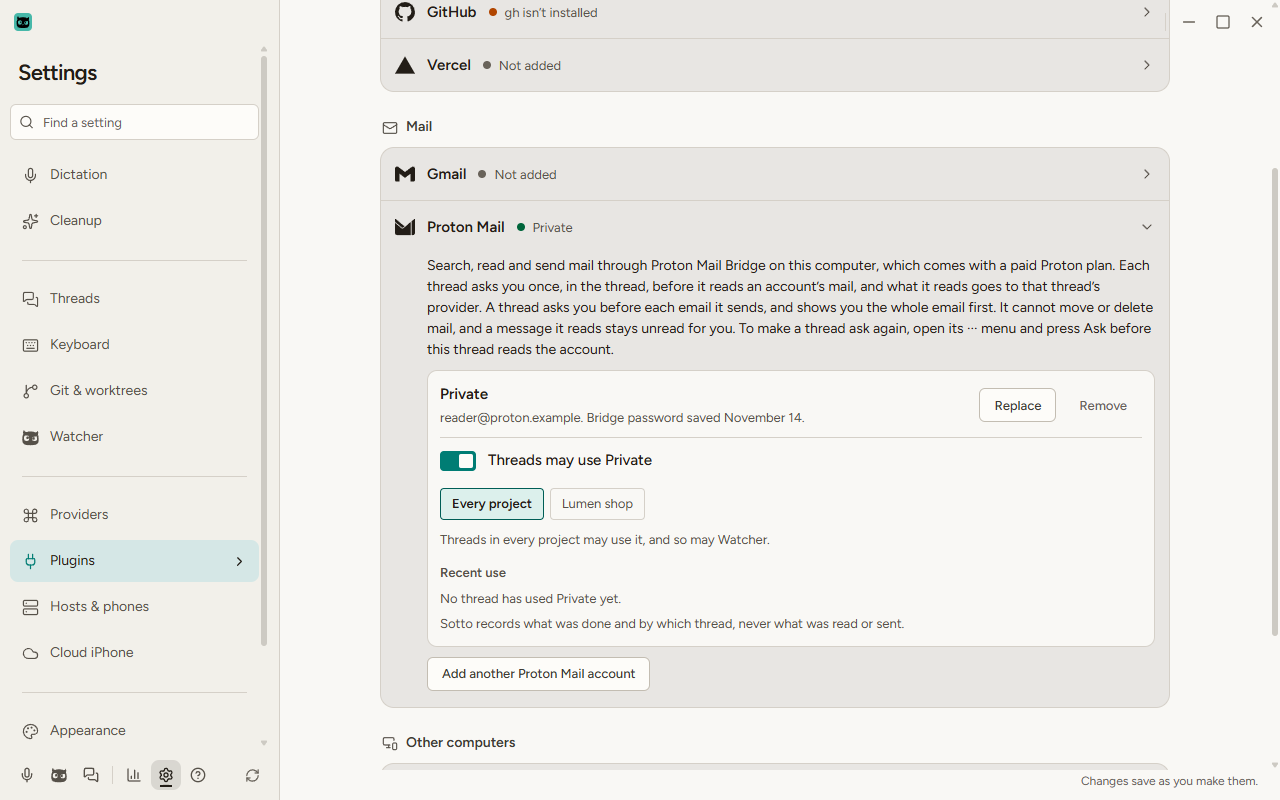 Settings
Find a setting
Dictation
Cleanup
Threads
Keyboard
Git & worktrees
Watcher
Providers
Plugins
Hosts & phones
Cloud iPhone
Appearance
GitHub gh isn't installed
Vercel Not added
Mail
Gmail Not added
Proton Mail Private
Search, read and send mail through Proton Mail Bridge on this computer, which comes with a paid Proton plan. Each
thread asks you once, in the thread, before it reads an account's mail, and what it reads goes to that thread's
provider. A thread asks you before each email it sends, and shows you the whole email first. It cannot move or delete
mail, and a message it reads stays unread for you. To make a thread ask again, open its ··· menu and press Ask before
this thread reads the account.
Private
reader@proton.example. Bridge password saved November 14.
Replace
Remove
Threads may use Private
Every project
Lumen shop
Threads in every project may use it, and so may Watcher.
Recent use
No thread has used Private yet.
Sotto records what was done and by which thread, never what was read or sent.
Add another Proton Mail account
Other computers
Changes save as you make them.